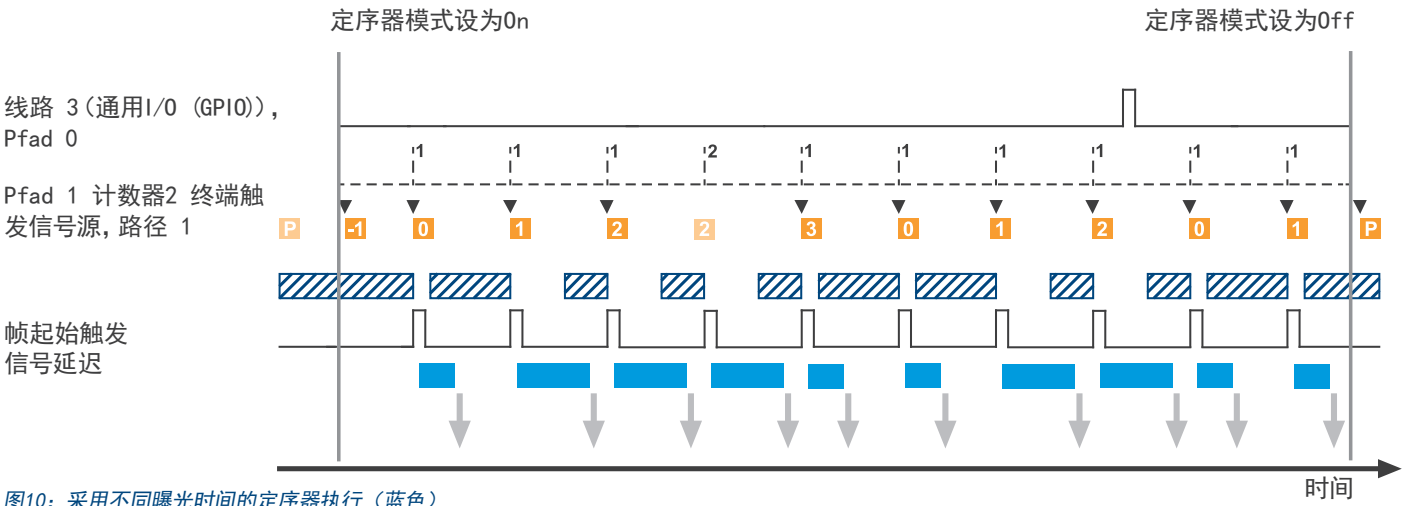 定序器模式设为On
定序器模式设为Off
线路 3（通用I/O (GPIO)），
Pfad 0
1 1 1 2 1 1 1 1 1 1
Pfad 1 计数器2 终端触
发信号源，路径 1
P -1 0 1 2 2 3 0 1 2 0 1 P
帧起始触发
信号延迟
时间
图10：采用不同曝光时间的定序器执行（蓝色）